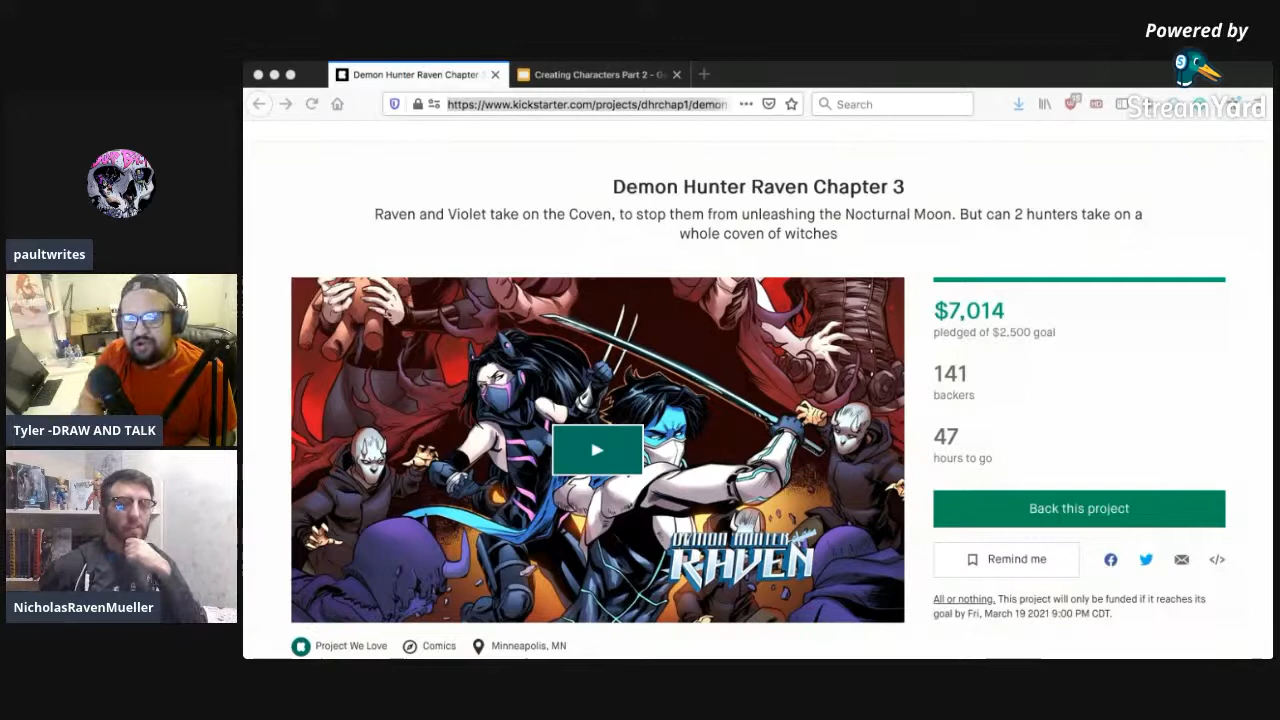 Powered by
StreamYard
Demon Hunter Raven Chapter
Creating Characters Part 2 - G
https://www.kickstarter.com/projects/dhrchap1/demon
Search
Demon Hunter Raven Chapter 3
Raven and Violet take on the Coven, to stop them from unleashing the Nocturnal Moon. But can 2 hunters take on a
whole coven of witches
$7,014
pledged of $2,500 goal
141
backers
47
hours to go
Back this project
Remind me
All or nothing. This project will only be funded if it reaches its
goal by Fri, March 19 2021 9:00 PM CDT.
DEMON HUNTER
RAVEN
Project We Love
Comics
Minneapolis, MN
paultwrites
Tyler -DRAW AND TALK
NicholasRavenMueller